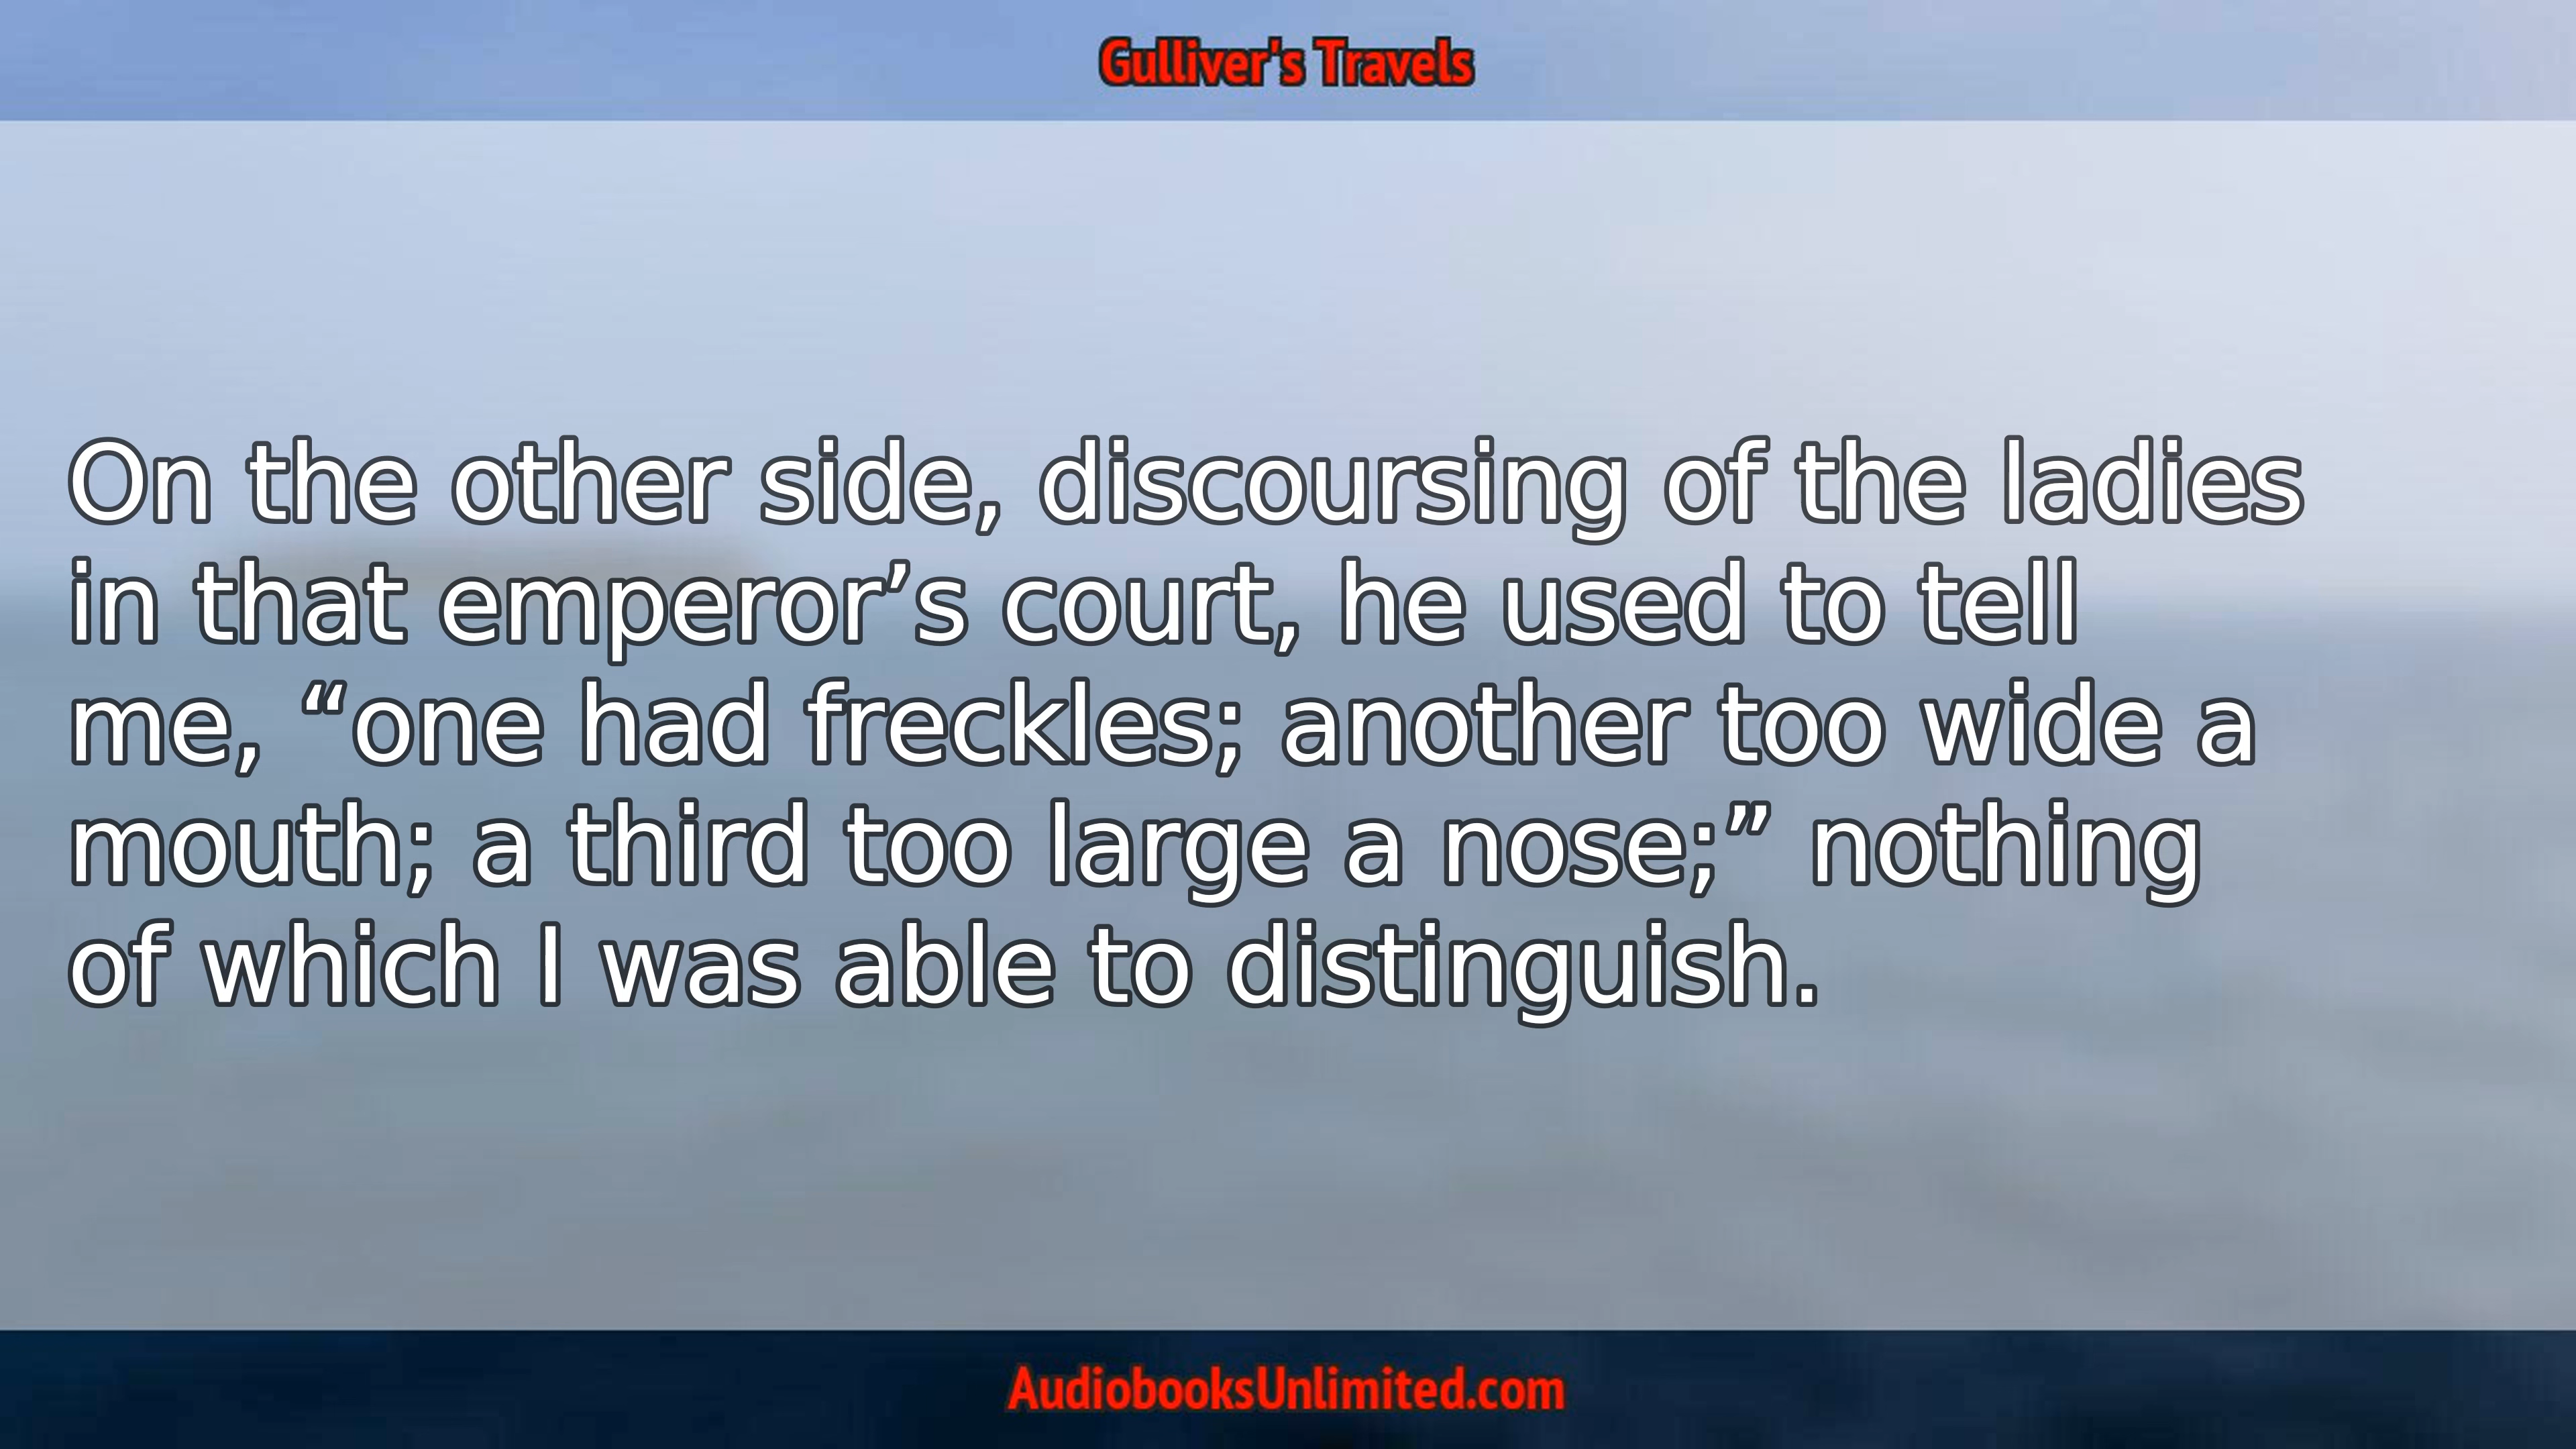 Gulliver's Travels
On the other side, discoursing of the ladies
in that emperor’s court, he used to tell
me, “one had freckles; another too wide a
mouth; a third too large a nose;” nothing
of which I was able to distinguish.
AudiobooksUnlimited.com